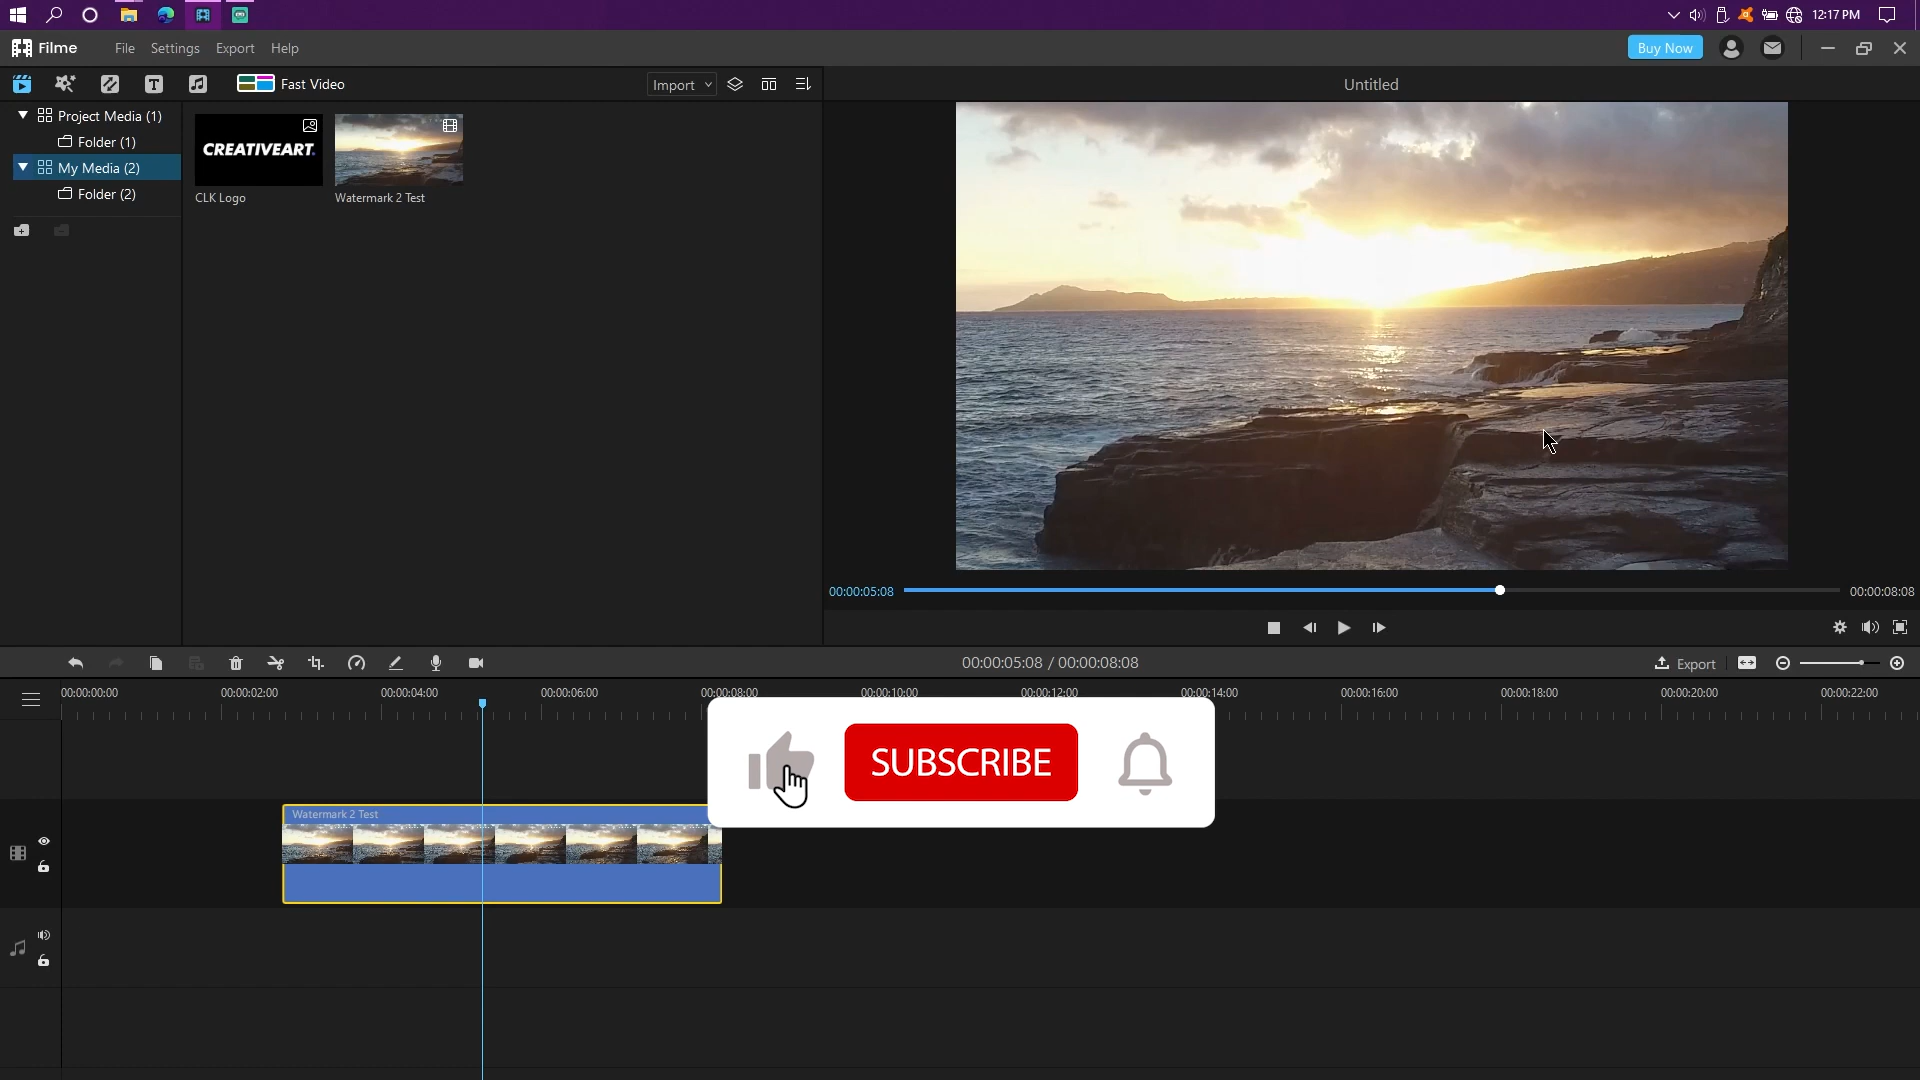 12:17 PM
Filme
File
Settings
Export
Help
Buy Now
Fast Video
Import
Untitled
Project Media (1)
Folder (1)
My Media (2)
Folder (2)
CREATIVEART.
CLK Logo
Watermark 2 Test
00:00:05:08
00:00:08:08
00:00:05:08 / 00:00:08:08
Export
00:00:00:00
00:00:02:00
00:00:04:00
00:00:06:00
00:00:08:00
00:00:10:00
00:00:12:00
00:00:14:00
00:00:16:00
00:00:18:00
00:00:20:00
00:00:22:00
SUBSCRIBE
Watermark 2 Test